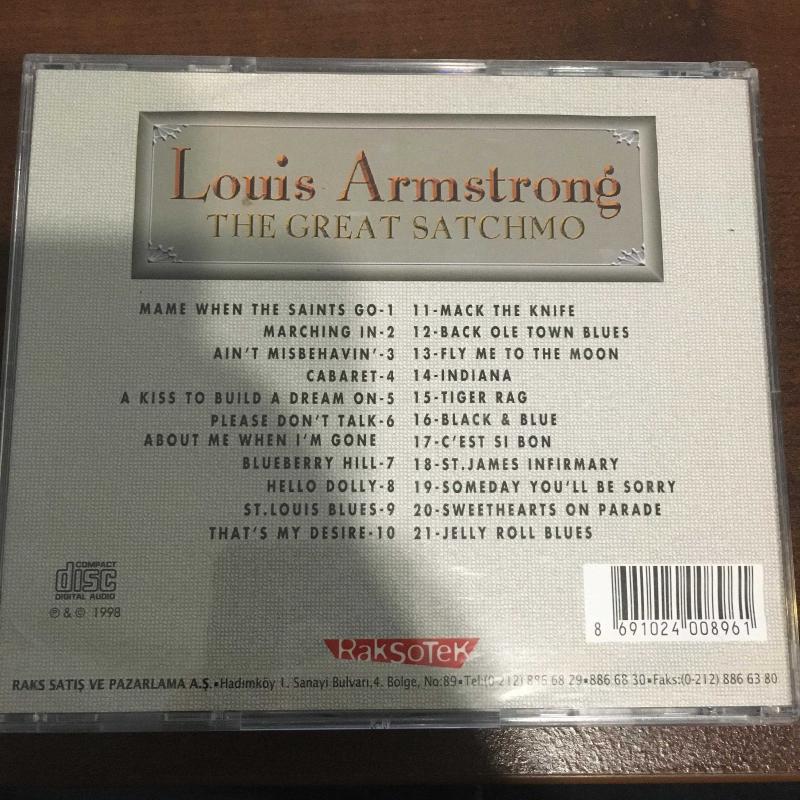 Louis Armstrong
THE GREAT SATCHMO
MAME WHEN THE SAINTS GO-1
MARCHING IN-2
AIN'T MISBEHAVIN'-3
CABARET-4
A KISS TO BUILD A DREAM ON-5
PLEASE DON'T TALK-6
ABOUT ME WHEN I'M GONE
BLUEBERRY HILL-7
HELLO DOLLY-8
ST.LOUIS BLUES-9
THAT'S MY DESIRE-10
11-MACK THE KNIFE
12-BACK OLE TOWN BLUES
13-FLY ME TO THE MOON
14-INDIANA
15-TIGER RAG
16-BLACK & BLUE
17-C'EST SI BON
18-ST.JAMES INFIRMARY
19-SOMEDAY YOU'LL BE SORRY
20-SWEETHEARTS ON PARADE
21-JELLY ROLL BLUES
COMPACT
disc
DIGITAL AUDIO
℗ & © 1998
8 691024 008961
RAKSOTEK
RAKS SATIŞ VE PAZARLAMA A.Ş.▪Hadımköy 1. Sanayi Bulvarı,4. Bölge, No:89▪Tel:(0-212) 886 68 29▪886 68 30▪Faks:(0-212) 886 63 80